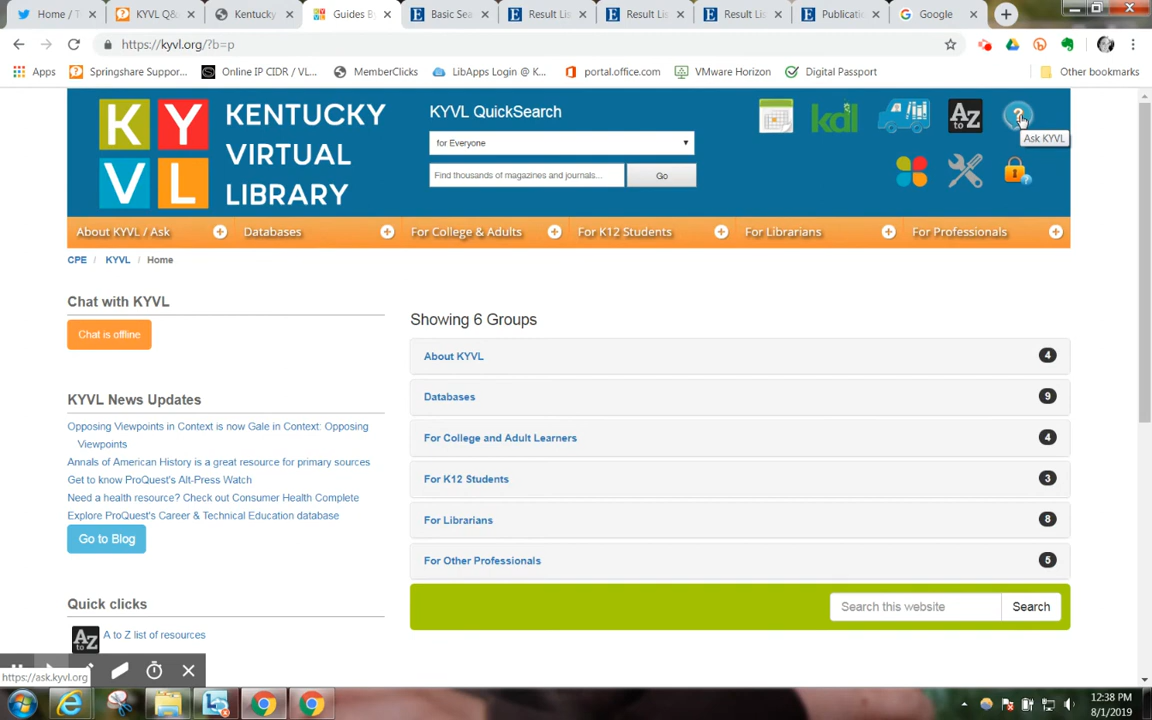 Home / T
KYVL Q&
Kentucky
Guides B
Basic Sea
Result Lis
Result Lis
Result Lis
Publicatio
Google
https://kyvl.org/?b=p
Apps
Springshare Suppor...
Online IP CIDR / VL...
MemberClicks
LibApps Login @ K...
portal.office.com
VMware Horizon
Digital Passport
Other bookmarks
K Y V L
KENTUCKY
VIRTUAL
LIBRARY
KYVL QuickSearch
for Everyone
Find thousands of magazines and journals...
Go
kdl
A to Z
?
Ask KYVL
About KYVL / Ask
Databases
For College & Adults
For K12 Students
For Librarians
For Professionals
CPE / KYVL / Home
Chat with KYVL
Chat is offline
KYVL News Updates
Opposing Viewpoints in Context is now Gale in Context: Opposing
Viewpoints
Annals of American History is a great resource for primary sources
Get to know ProQuest's Alt-Press Watch
Need a health resource? Check out Consumer Health Complete
Explore ProQuest's Career & Technical Education database
Go to Blog
Quick clicks
A to Z
A to Z list of resources
Showing 6 Groups
About KYVL 4
Databases 9
For College and Adult Learners 4
For K12 Students 3
For Librarians 8
For Other Professionals 5
Search this website
Search
https://ask.kyvl.org
12:38 PM
8/1/2019